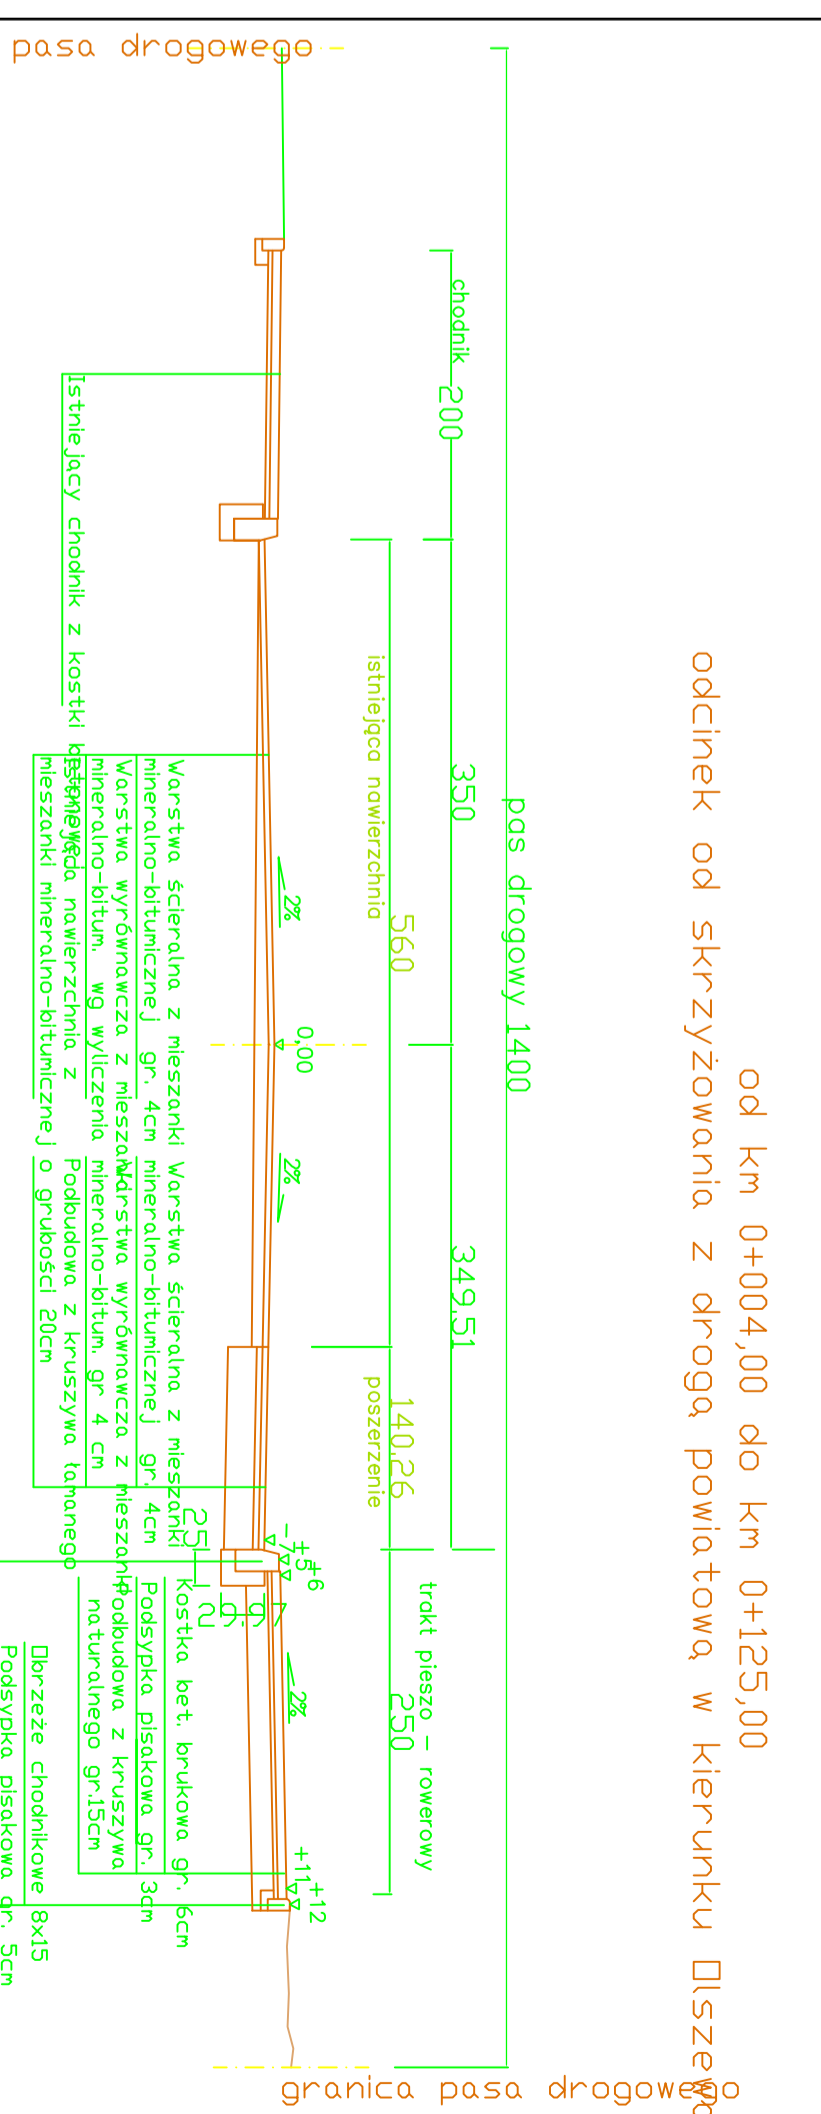 od km 0+004,00 do km 0+125,00
odcinek od skrzyżowania z drogą powiatową w kierunku
pasa drogowego
granica pasa drogowego
pas drogowy 1400
chodnik
200
350
349,51
istniejąca nawierzchnia
560
140,26
poszerzenie
trakt pieszo - rowerowy
250
2%
0,00
2%
-7
+5
+6
2%
+11
+12
25
29,67
Istniejący chodnik z kostki betonowej
Warstwa ścieralna z mieszanki
mineralno-bitumicznej gr. 4cm
Warstwa wyrównawcza z mieszanki
mineralno-bitum. wg wyliczenia
Istniejąca nawierzchnia z
mieszanki mineralno-bitumicznej
Warstwa ścieralna z mieszanki
mineralno-bitumicznej gr. 4cm
Warstwa wyrównawcza z mieszanki
mineralno-bitum. gr 4 cm
Podbudowa z kruszywa łamanego
o grubości 20cm
Kostka bet. brukowa gr. 6cm
Podsypka pisakowa gr. 3cm
Podbudowa z kruszywa
naturalnego gr.15cm
Obrzeże chodnikowe 8x15
Podsypka pisakowa gr. 5cm